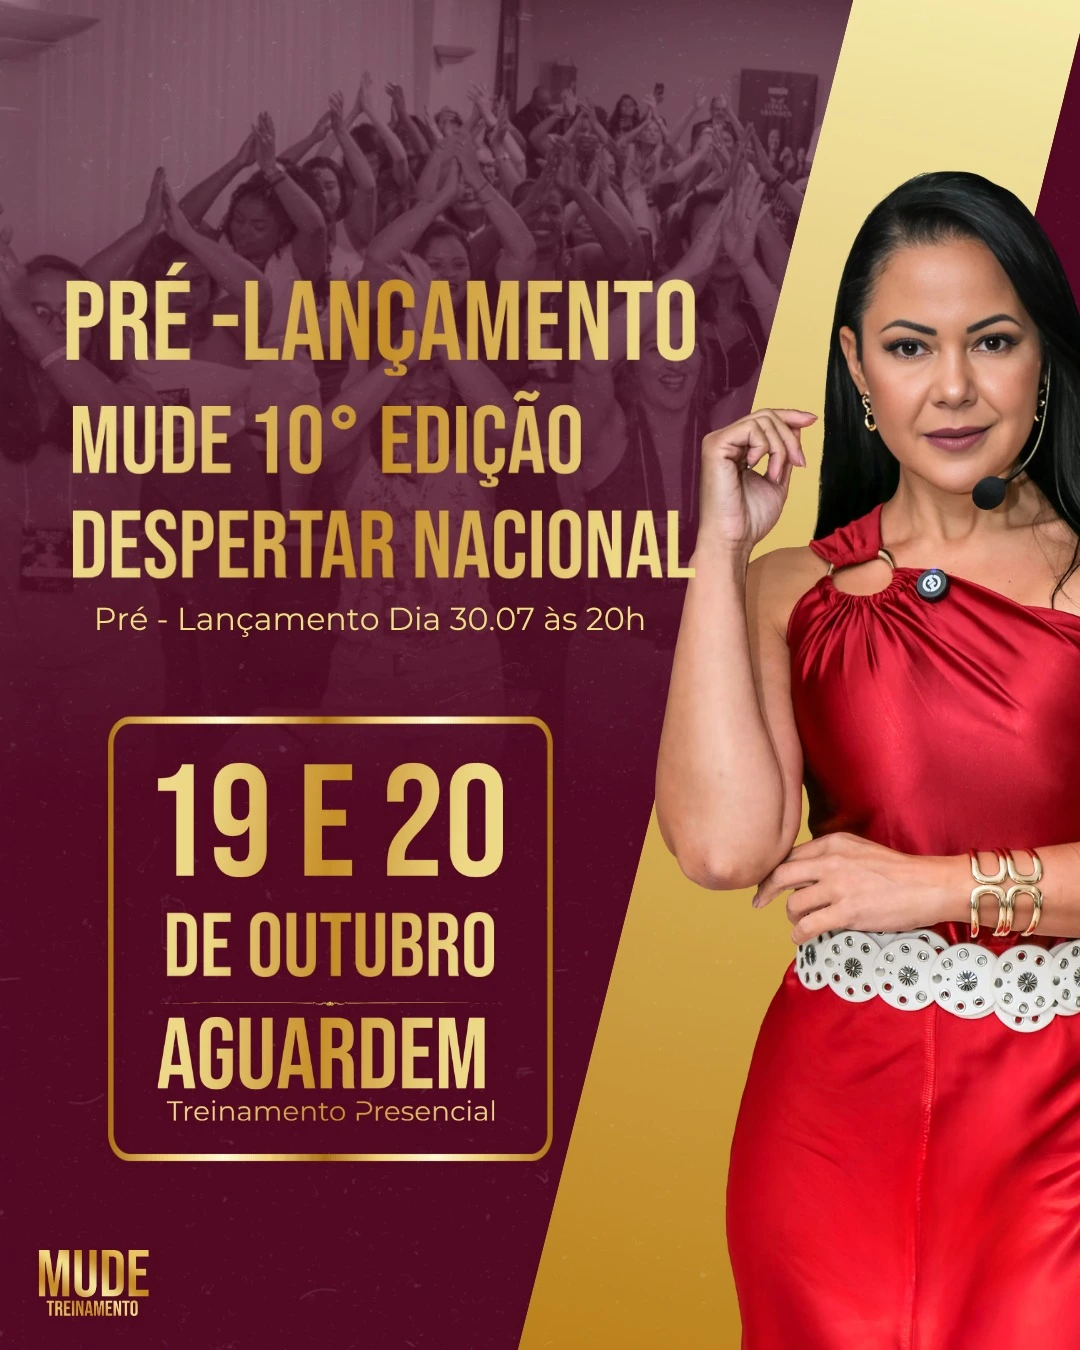 PRÉ -LANÇAMENTO
MUDE 10° EDIÇÃO
DESPERTAR NACIONAL
Pré - Lançamento Dia 30.07 às 20h
19 E 20
DE OUTUBRO
AGUARDEM
Treinamento Presencial
MUDE
TREINAMENTO